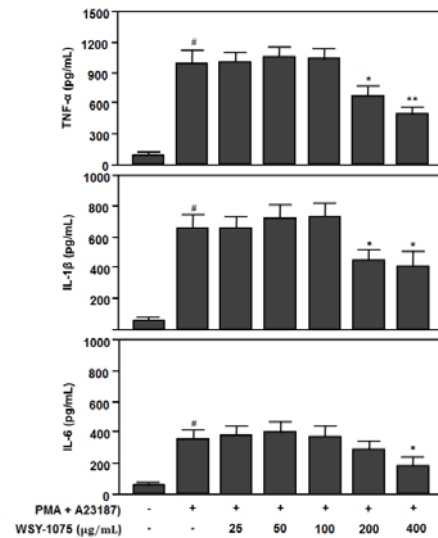 1500
1200
900
600
300
0
TNF-α (pg/mL)
# * **
1000
800
600
400
200
IL-1β (pg/mL)
# * *
1000
800
600
400
200
0
IL-6 (pg/mL)
# *
PMA + A23187) - + + + + + +
WSY-1075 (μg/mL) - - 25 50 100 200 400